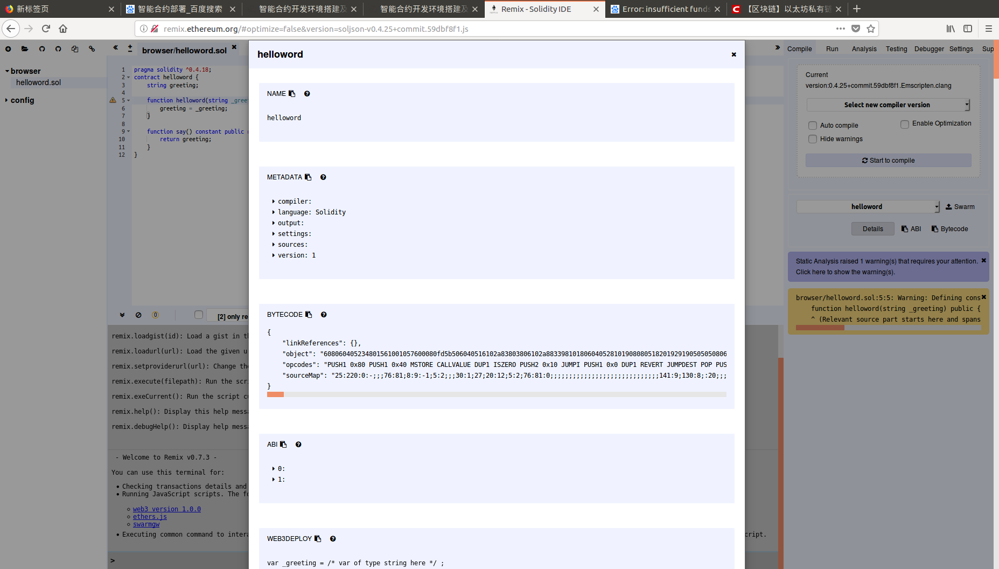 新标签页
智能合约部署_百度搜索
智能合约开发环境搭建及
智能合约开发环境搭建及
Remix - Solidity IDE
Error: insufficient funds
【区块链】以太坊私有链
remix.ethereum.org/#optimize=false&version=soljson-v0.4.25+commit.59dbf8f1.js
browser
helloword.sol
config
browser/helloword.sol
1 pragma solidity ^0.4.18;
2 contract helloword {
3 string greeting;
4
5 function helloword(string _gree
6 greeting = _greeting;
7 }
8
9 function say() constant public
10 return greeting;
11 }
12 }
0
[2] only re
remix.loadgist(id): Load a gist in th
remix.loadurl(url): Load the given u
remix.setproviderurl(url): Change the
remix.execute(filepath): Run the scri
remix.exeCurrent(): Run the script cu
remix.help(): Display this help messa
remix.debugHelp(): Display help messa
- Welcome to Remix v0.7.3 -
You can use this terminal for:
Checking transactions details and
Running JavaScript scripts. The fo
web3 version 1.0.0
ethers.js
swarmgw
Executing common command to intera
cript.
>
helloword
NAME
helloword
METADATA
compiler:
language: Solidity
output:
settings:
sources:
version: 1
BYTECODE
{
"linkReferences": {},
"object": "608060405234801561001057600080fd5b506040516102a83803806102a883398101806040528101908080518201929190505050806
"opcodes": "PUSH1 0x80 PUSH1 0x40 MSTORE CALLVALUE DUP1 ISZERO PUSH2 0x10 JUMPI PUSH1 0x0 DUP1 REVERT JUMPDEST POP PUS
"sourceMap": "25:220:0:-;;;76:81;8:9:-1;5:2;;;30:1;27;20:12;5:2;76:81:0;;;;;;;;;;;;;;;;;;;;;;;;;;;;;141:9;130:8;:20;;;
}
ABI
0:
1:
WEB3DEPLOY
var _greeting = /* var of type string here */ ;
Compile
Run
Analysis
Testing
Debugger
Settings
Sup
Current
version:0.4.25+commit.59dbf8f1.Emscripten.clang
Select new compiler version
Auto compile
Enable Optimization
Hide warnings
Start to compile
helloword
Swarm
Details
ABI
Bytecode
Static Analysis raised 1 warning(s) that requires your attention.
Click here to show the warning(s).
browser/helloword.sol:5:5: Warning: Defining cons
function helloword(string _greeting) public {
^ (Relevant source part starts here and spans